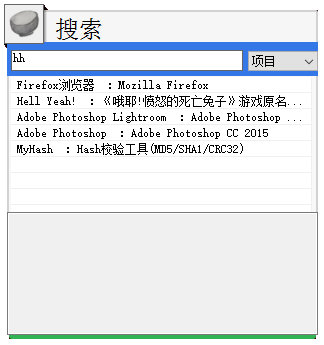 搜索
hh
项目
Firefox浏览器 : Mozilla Firefox
Hell Yeah! : 《哦耶!愤怒的死亡兔子》游戏原名...
Adobe Photoshop Lightroom : Adobe Photoshop ...
Adobe Photoshop : Adobe Photoshop CC 2015
MyHash : Hash校验工具(MD5/SHA1/CRC32)